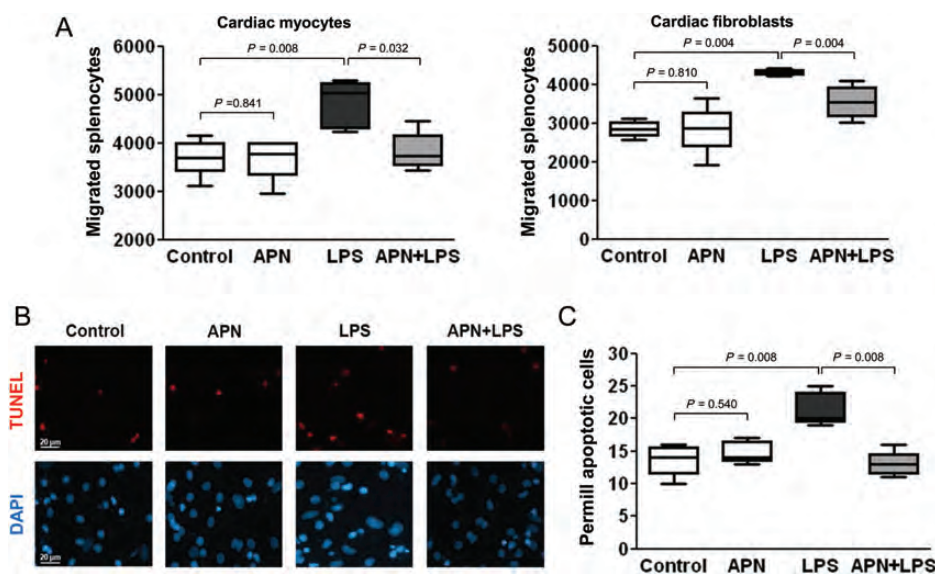 A
Cardiac myocytes
P = 0.008
P = 0.032
P =0.841
Migrated splenocytes
6000
5000
4000
3000
2000
Control APN LPS APN+LPS
Cardiac fibroblasts
P = 0.004
P = 0.004
P = 0.810
Migrated splenocytes
5000
4000
3000
2000
1000
0
Control APN LPS APN+LPS
B
Control APN LPS APN+LPS
TUNEL
20 µm
DAPI
20 µm
C
P = 0.008
P = 0.008
P = 0.540
Permill apoptotic cells
30
25
20
15
10
5
0
Control APN LPS APN+LPS